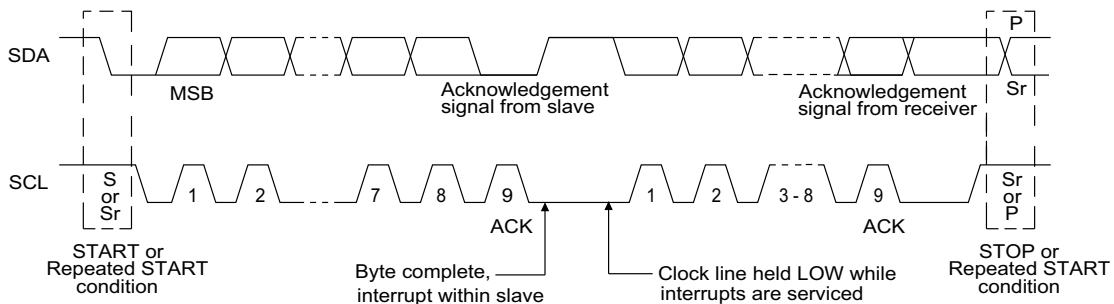 P
SDA
MSB
Acknowledgement
signal from slave
Acknowledgement
signal from receiver
Sr
SCL
S
or
Sr
1
2
7
8
9
1
2
3 - 8
9
Sr
or
P
ACK
ACK
START or
Repeated START
condition
Byte complete,
interrupt within slave
Clock line held LOW while
interrupts are serviced
STOP or
Repeated START
condition